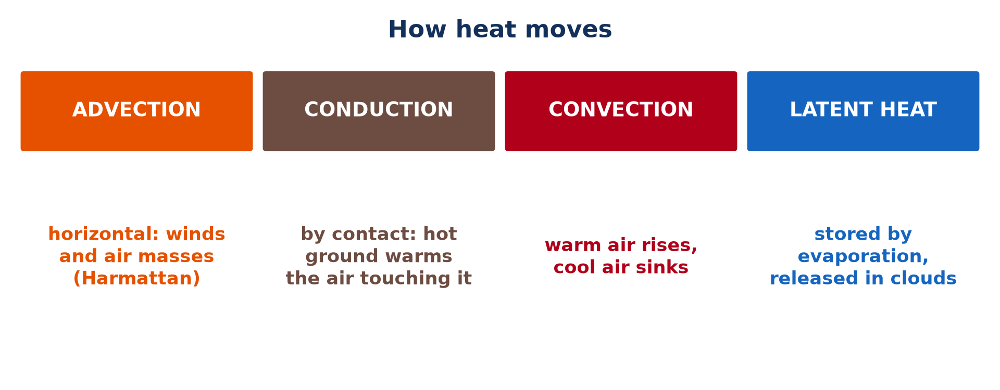 How heat moves
ADVECTION
CONDUCTION
CONVECTION
LATENT HEAT
horizontal: winds
and air masses
(Harmattan)
by contact: hot
ground warms
the air touching it
warm air rises,
cool air sinks
stored by
evaporation,
released in clouds